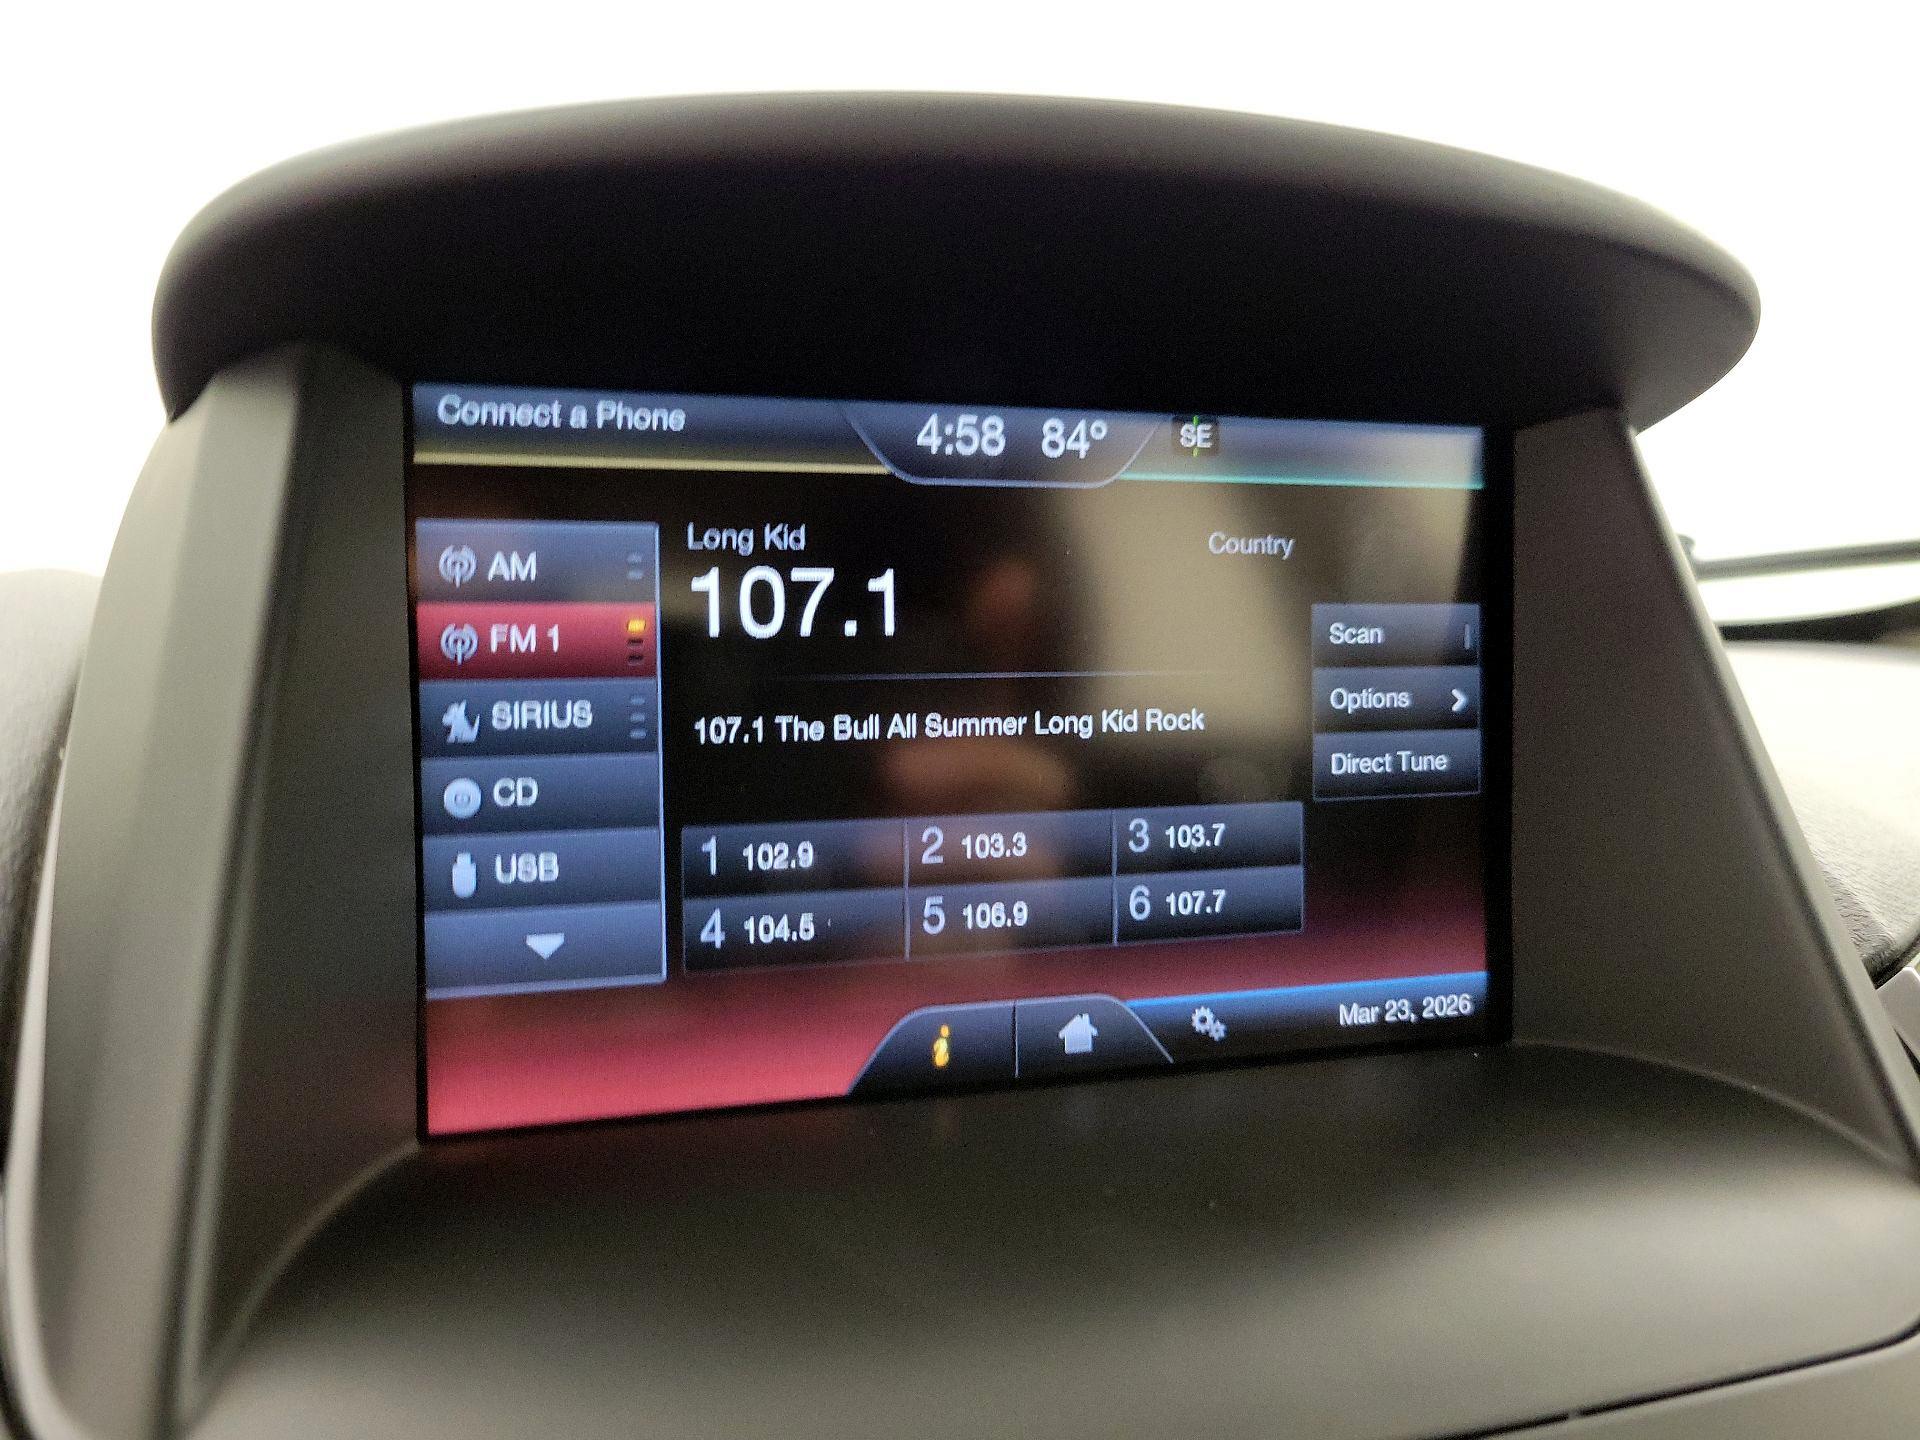 Connect a Phone
4:58 84° SE
AM
FM 1
SIRIUS
CD
USB
Long Kid
Country
107.1
107.1 The Bull All Summer Long Kid Rock
Scan
Options
Direct Tune
1 102.9
2 103.3
3 103.7
4 104.5
5 106.9
6 107.7
i
Mar 23, 2026